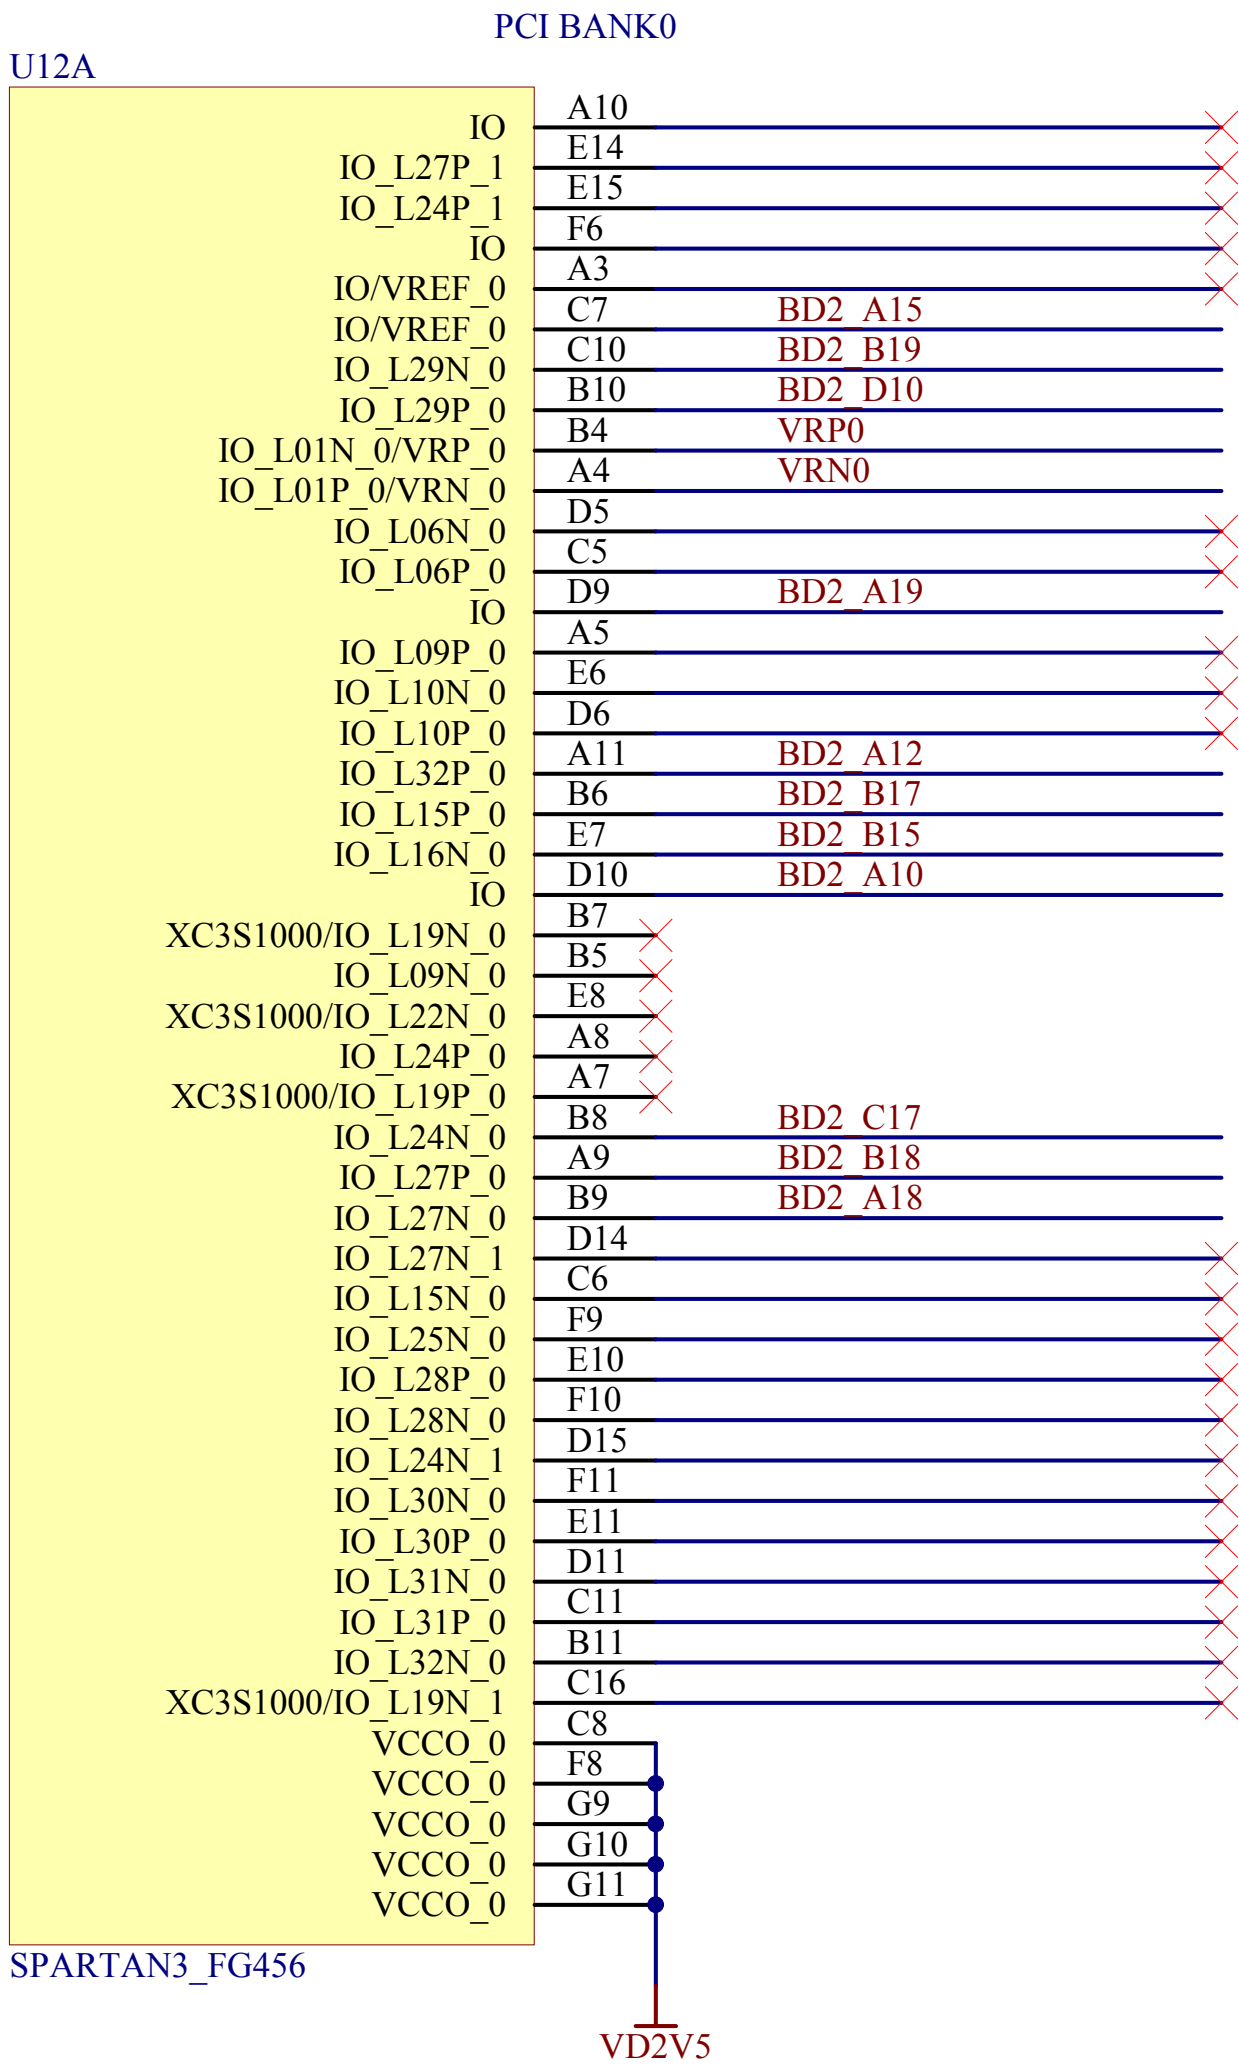 PCI BANK0
U12A
IO A10
IO_L27P_1 E14
IO_L24P_1 E15
IO F6
IO/VREF_0 A3
IO/VREF_0 C7 BD2_A15
IO_L29N_0 C10 BD2_B19
IO_L29P_0 B10 BD2_D10
IO_L01N_0/VRP_0 B4 VRP0
IO_L01P_0/VRN_0 A4 VRN0
IO_L06N_0 D5
IO_L06P_0 C5
IO D9 BD2_A19
IO_L09P_0 A5
IO_L10N_0 E6
IO_L10P_0 D6
IO_L32P_0 A11 BD2_A12
IO_L15P_0 B6 BD2_B17
IO_L16N_0 E7 BD2_B15
IO D10 BD2_A10
XC3S1000/IO_L19N_0 B7
IO_L09N_0 B5
XC3S1000/IO_L22N_0 E8
IO_L24P_0 A8
XC3S1000/IO_L19P_0 A7
IO_L24N_0 B8 BD2_C17
IO_L27P_0 A9 BD2_B18
IO_L27N_0 B9 BD2_A18
IO_L27N_1 D14
IO_L15N_0 C6
IO_L25N_0 F9
IO_L28P_0 E10
IO_L28N_0 F10
IO_L24N_1 D15
IO_L30N_0 F11
IO_L30P_0 E11
IO_L31N_0 D11
IO_L31P_0 C11
IO_L32N_0 B11
XC3S1000/IO_L19N_1 C16
VCCO_0 C8
VCCO_0 F8
VCCO_0 G9
VCCO_0 G10
VCCO_0 G11
SPARTAN3_FG456
VD2V5